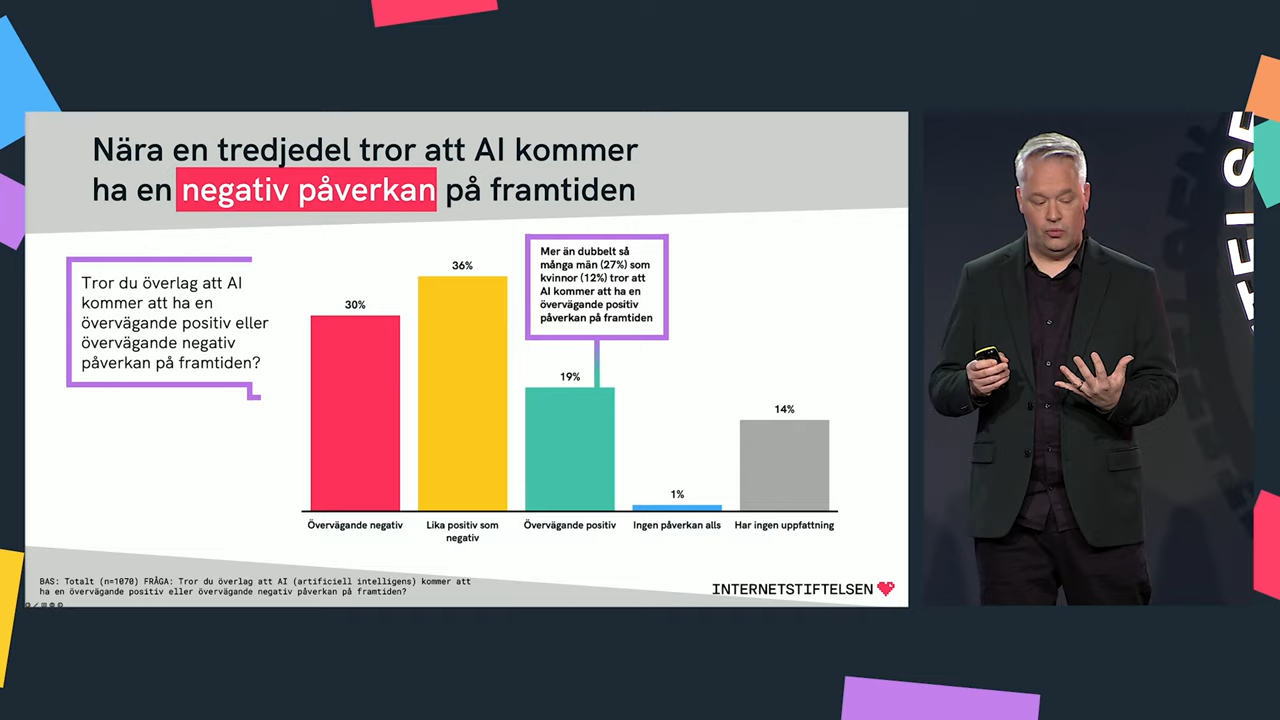 Nära en tredjedel tror att AI kommer
ha en negativ påverkan på framtiden
Tror du överlag att AI
kommer att ha en
övervägande positiv eller
övervägande negativ
påverkan på framtiden?
Mer än dubbelt så
många män (27%) som
kvinnor (12%) tror att
AI kommer att ha en
övervägande positiv
påverkan på framtiden
30%
36%
19%
1%
14%
Övervägande negativ
Lika positiv som
negativ
Övervägande positiv
Ingen påverkan alls
Har ingen uppfattning
BAS: Totalt (n=1070) FRÅGA: Tror du överlag att AI (artificiell intelligens) kommer att
ha en övervägande positiv eller övervägande negativ påverkan på framtiden?
INTERNETSTIFTELSEN